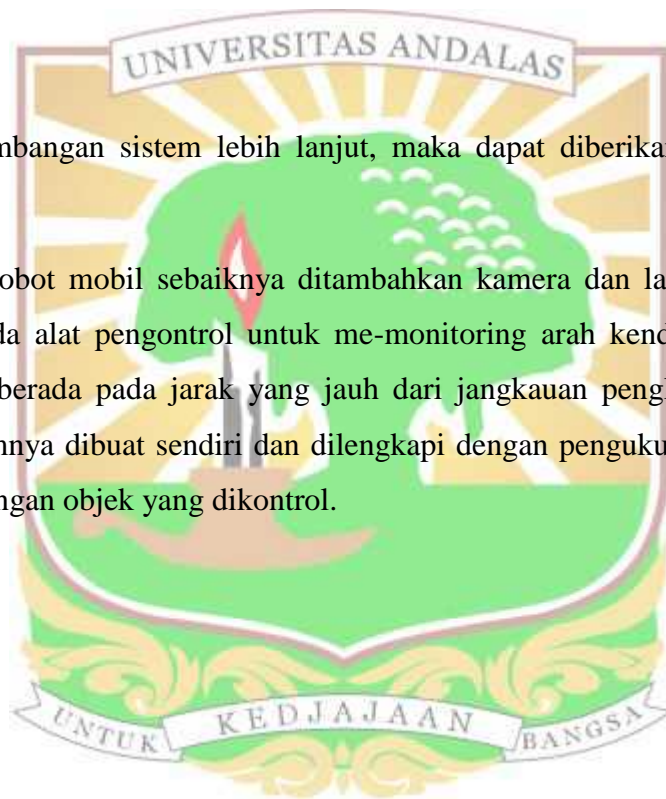 UNIVERSITAS ANDALAS
mbangan sistem lebih lanjut, maka dapat diberikan
obot mobil sebaiknya ditambahkan kamera dan la
da alat pengontrol untuk me-monitoring arah kend
berada pada jarak yang jauh dari jangkauan pengl
nnya dibuat sendiri dan dilengkapi dengan penguku
ngan objek yang dikontrol.
UNTUK KEDJAJAAN BANGSA